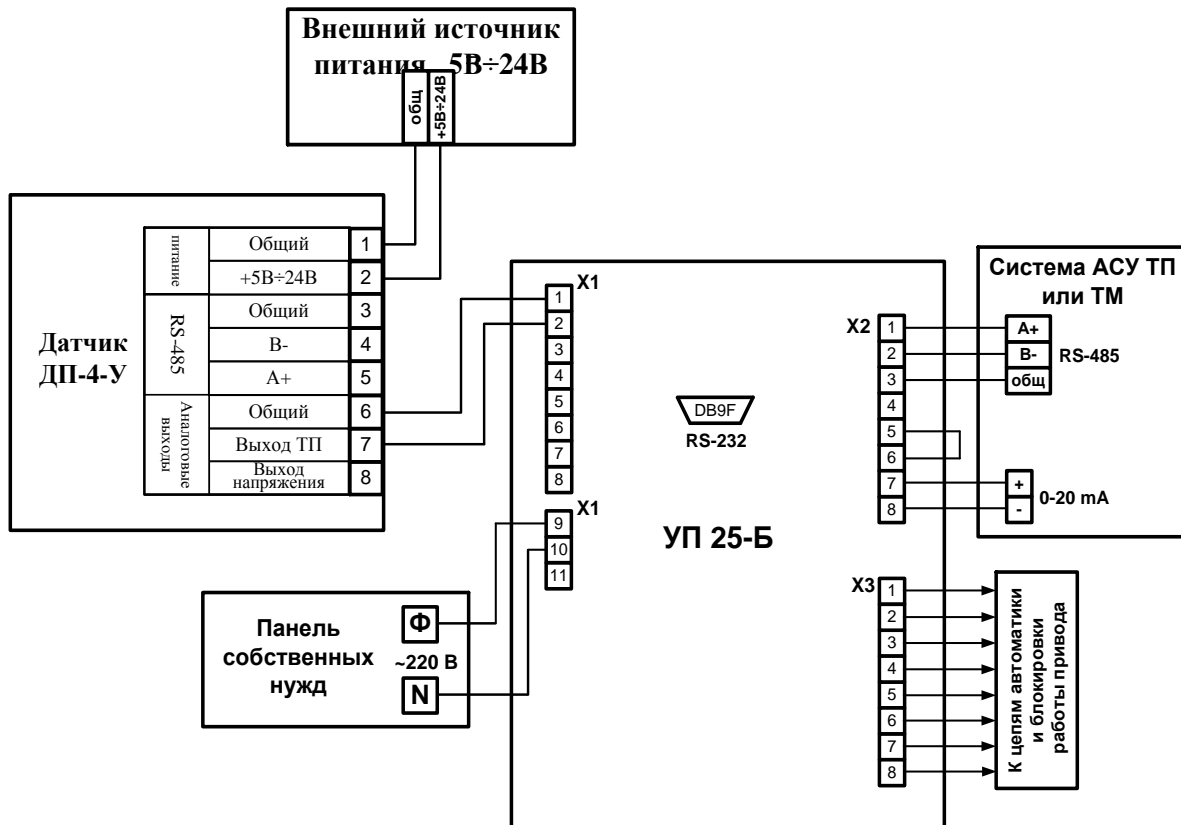 Внешний источник
питания 5В÷24В
общ
+5В÷24В
Датчик
ДП-4-У
питание
Общий 1
+5В÷24В 2
RS-485
Общий 3
В- 4
А+ 5
Аналоговые
выходы
Общий 6
Выход ТП 7
Выход
напряжения 8
X1
1
2
3
4
5
6
7
8
X1
9
10
11
Панель
собственных
нужд
Ф
~220 В
N
DB9F
RS-232
УП 25-Б
X2
1
2
3
4
5
6
7
8
X3
1
2
3
4
5
6
7
8
Система АСУ ТП
или ТМ
А+
В-
общ
RS-485
+
-
0-20 mA
К цепям автоматики
и блокировки
работы привода